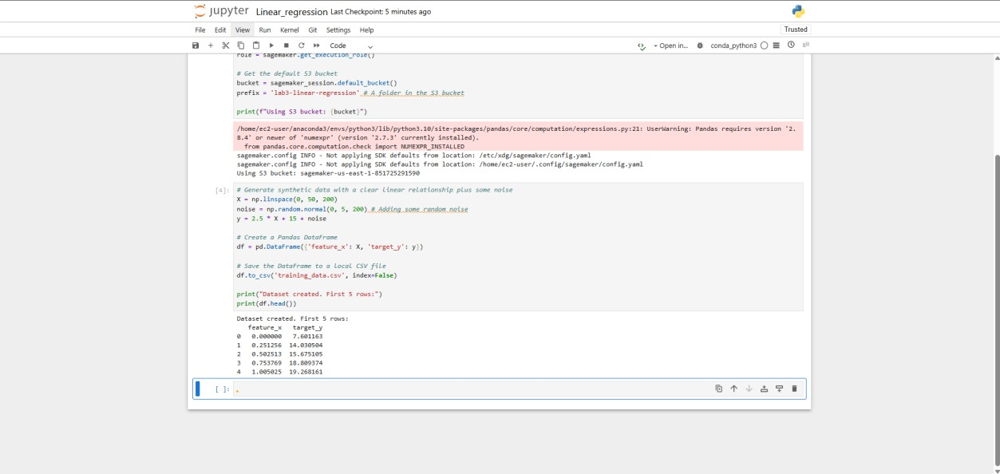 jupyter Linear_regression Last Checkpoint: 5 minutes ago
File Edit View Run Kernel Git Settings Help
Trusted
Code
Open in...
conda_python3
git
role = sagemaker.get_execution_role()
# Get the default S3 bucket
bucket = sagemaker_session.default_bucket()
prefix = 'lab3-linear-regression' # A folder in the S3 bucket
print(f"Using S3 bucket: {bucket}")
/home/ec2-user/anaconda3/envs/python3/lib/python3.10/site-packages/pandas/core/computation/expressions.py:21: UserWarning: Pandas requires version '2.
8.4' or newer of 'numexpr' (version '2.7.3' currently installed).
from pandas.core.computation.check import NUMEXPR_INSTALLED
sagemaker.config INFO - Not applying SDK defaults from location: /etc/xdg/sagemaker/config.yaml
sagemaker.config INFO - Not applying SDK defaults from location: /home/ec2-user/.config/sagemaker/config.yaml
Using S3 bucket: sagemaker-us-east-1-851725291590
[4]: # Generate synthetic data with a clear linear relationship plus some noise
X = np.linspace(0, 50, 200)
noise = np.random.normal(0, 5, 200) # Adding some random noise
y = 2.5 * X + 15 + noise
# Create a Pandas DataFrame
df = pd.DataFrame({'feature_x': X, 'target_y': y})
# Save the DataFrame to a local CSV file
df.to_csv('training_data.csv', index=False)
print("Dataset created. First 5 rows:")
print(df.head())
Dataset created. First 5 rows:
feature_x target_y
0 0.000000 7.601163
1 0.251256 14.030504
2 0.502513 15.675105
3 0.753769 18.809374
4 1.005025 19.268161
[ ]: